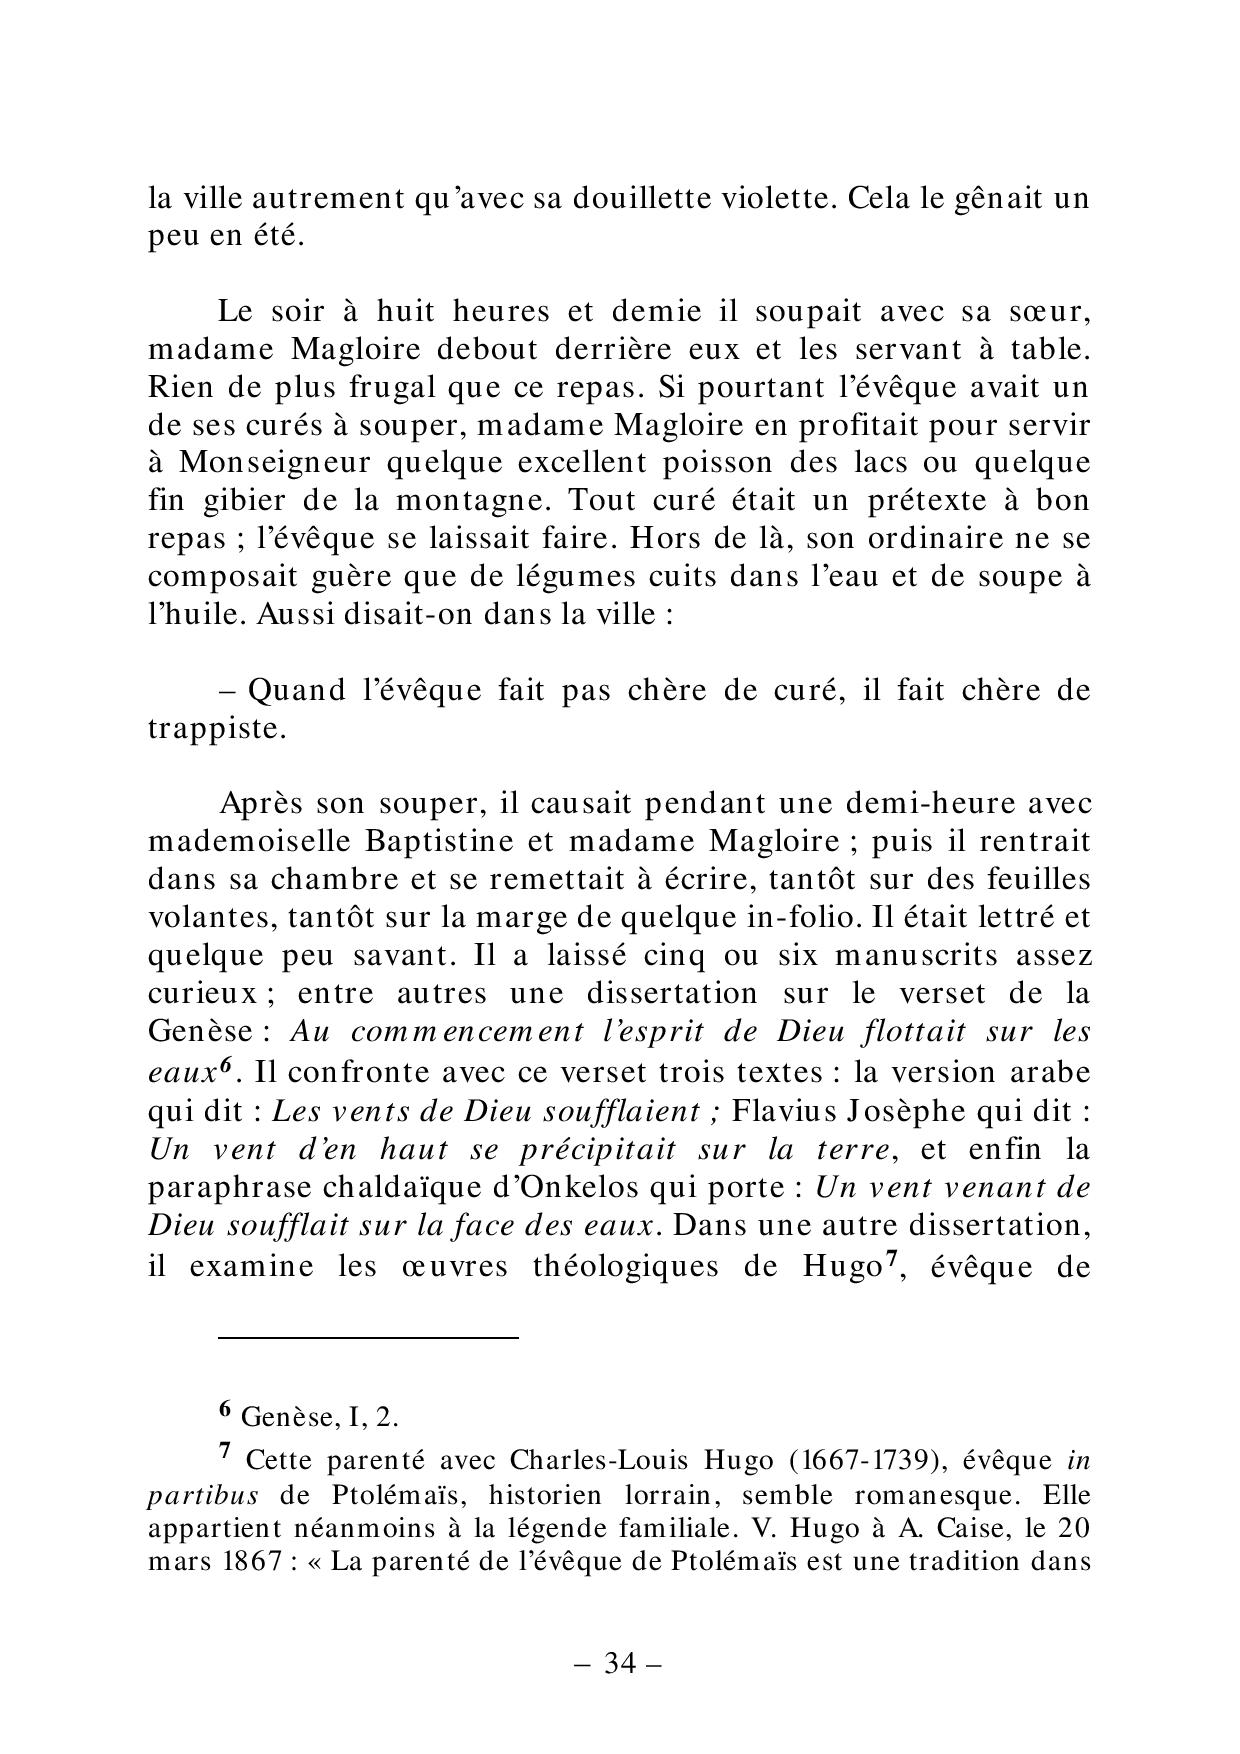 la ville autrement qu’avec sa douillette violette. Cela le gênait un
peu en été.
Le soir à huit heures et demie il soupait avec sa sœur,
madame Magloire debout derrière eux et les servant à table.
Rien de plus frugal que ce repas. Si pourtant l’évêque avait un
de ses curés à souper, madame Magloire en profitait pour servir
à Monseigneur quelque excellent poisson des lacs ou quelque
fin gibier de la montagne. Tout curé était un prétexte à bon
repas ; l’évêque se laissait faire. Hors de là, son ordinaire ne se
composait guère que de légumes cuits dans l’eau et de soupe à
l’huile. Aussi disait-on dans la ville :
– Quand l’évêque fait pas chère de curé, il fait chère de
trappiste.
Après son souper, il causait pendant une demi-heure avec
mademoiselle Baptistine et madame Magloire ; puis il rentrait
dans sa chambre et se remettait à écrire, tantôt sur des feuilles
volantes, tantôt sur la marge de quelque in-folio. Il était lettré et
quelque peu savant. Il a laissé cinq ou six manuscrits assez
curieux ; entre autres une dissertation sur le verset de la
Genèse : Au commencement l’esprit de Dieu flottait sur les
eaux6. Il confronte avec ce verset trois textes : la version arabe
qui dit : Les vents de Dieu soufflaient ; Flavius Josèphe qui dit :
Un vent d’en haut se précipitait sur la terre, et enfin la
paraphrase chaldaïque d’Onkelos qui porte : Un vent venant de
Dieu soufflait sur la face des eaux. Dans une autre dissertation,
il examine les œuvres théologiques de Hugo7, évêque de
6 Genèse, I, 2.
7 Cette parenté avec Charles-Louis Hugo (1667-1739), évêque in
partibus de Ptolémaïs, historien lorrain, semble romanesque. Elle
appartient néanmoins à la légende familiale. V. Hugo à A. Caise, le 20
mars 1867 : « La parenté de l’évêque de Ptolémaïs est une tradition dans
– 34 –